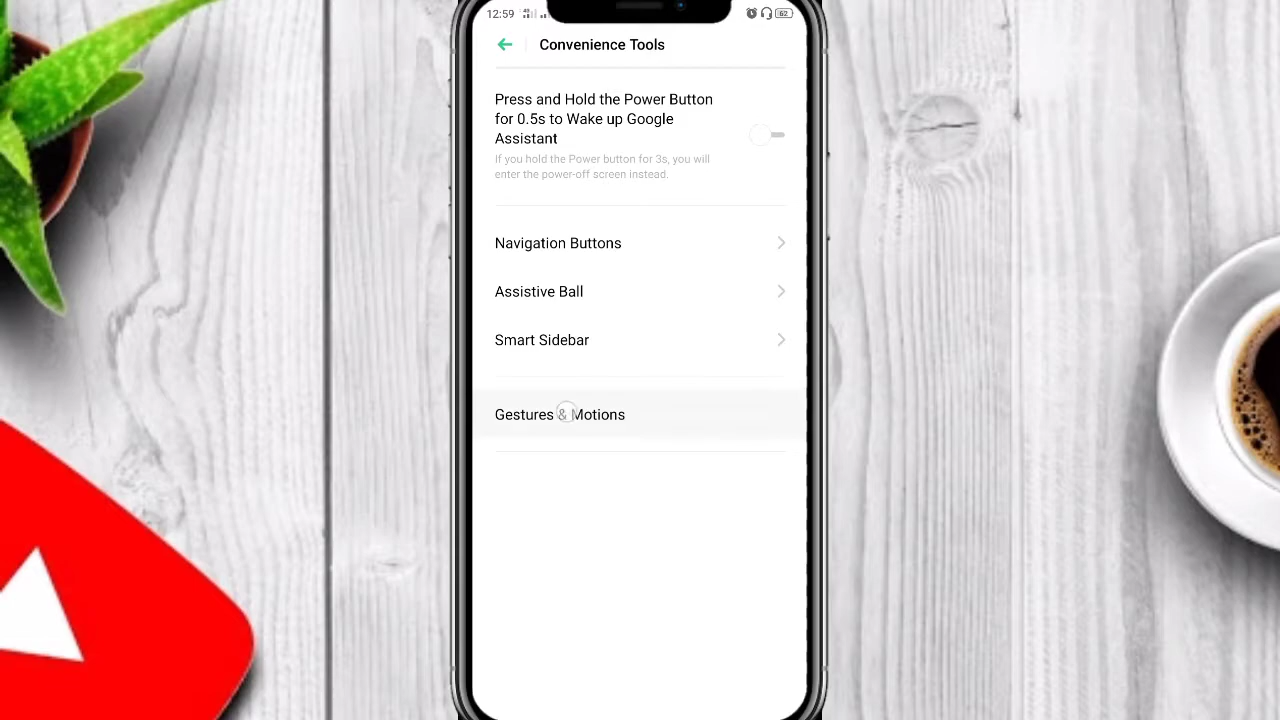 12:59
62
Convenience Tools
Press and Hold the Power Button
for 0.5s to Wake up Google
Assistant
If you hold the Power button for 3s, you will
enter the power-off screen instead.
Navigation Buttons
Assistive Ball
Smart Sidebar
Gestures & Motions